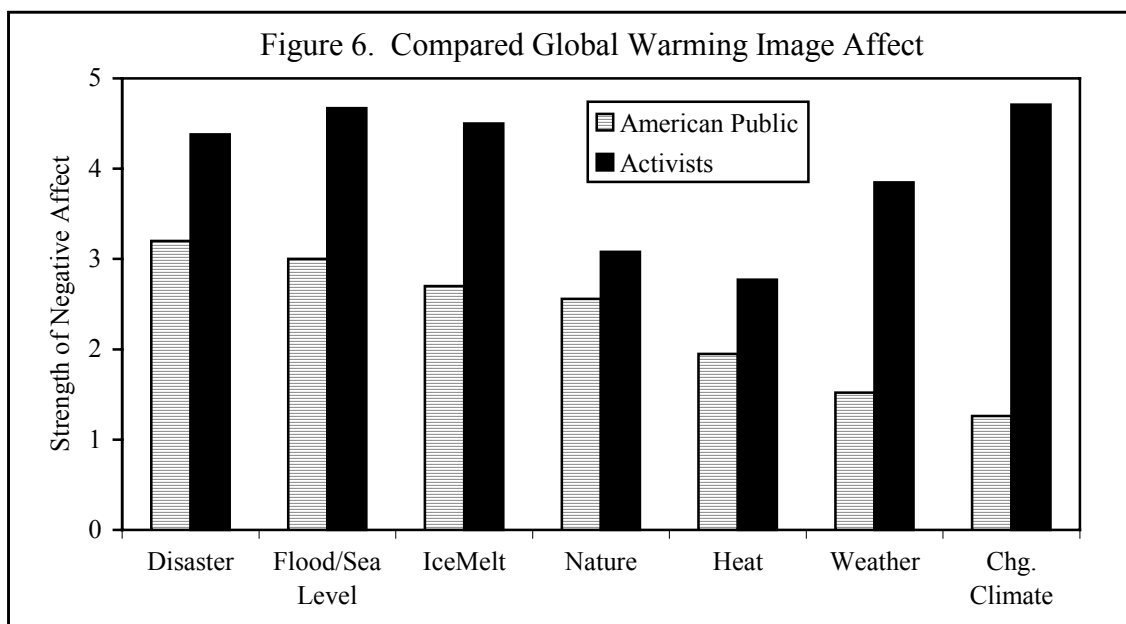 Figure 6.  Compared Global Warming Image Affect
Strength of Negative Affect
5
4
3
2
1
0
American Public
Activists
Disaster
Flood/Sea
Level
IceMelt
Nature
Heat
Weather
Chg.
Climate